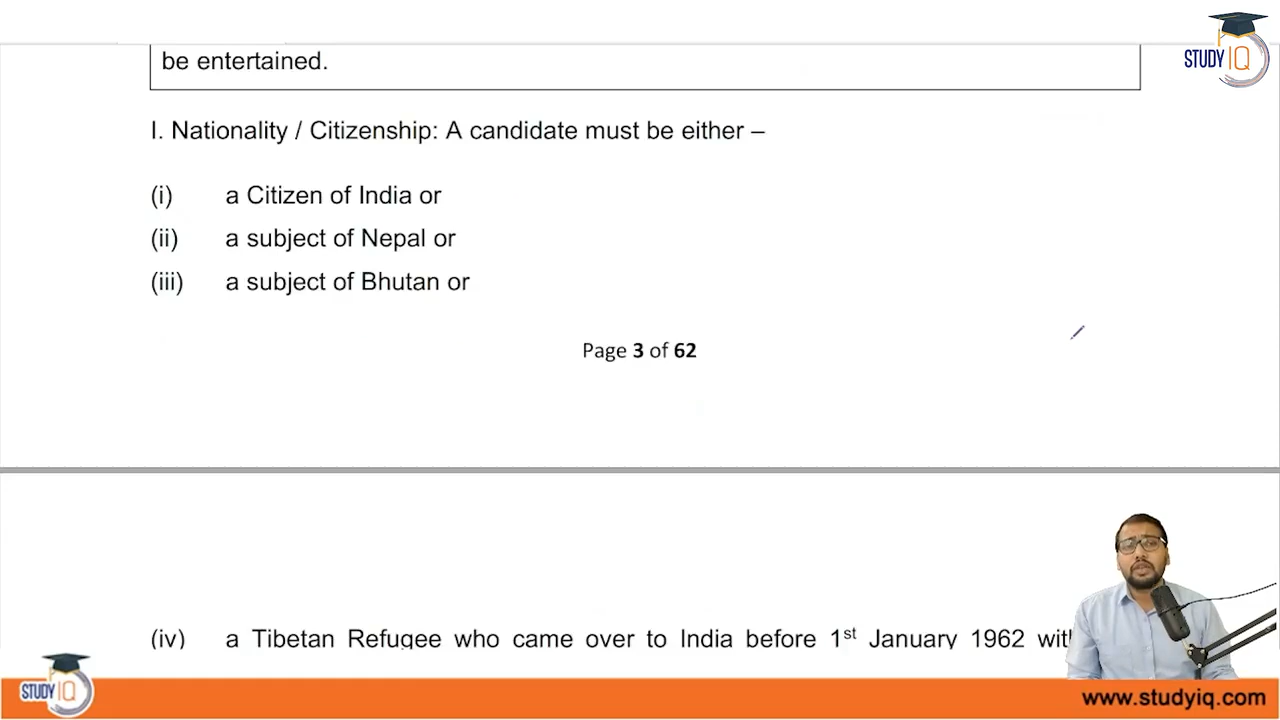 STUDY IQ
be entertained.
I. Nationality / Citizenship: A candidate must be either –
(i) a Citizen of India or
(ii) a subject of Nepal or
(iii) a subject of Bhutan or
Page 3 of 62
(iv) a Tibetan Refugee who came over to India before 1st January 1962
STUDY IQ
www.studyiq.com